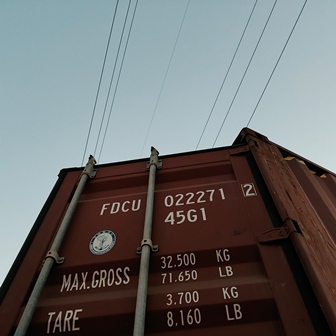 FDCU 022271 2
45G1
MAX.GROSS 32.500 KG
71.650 LB
TARE 3.700 KG
8.160 LB